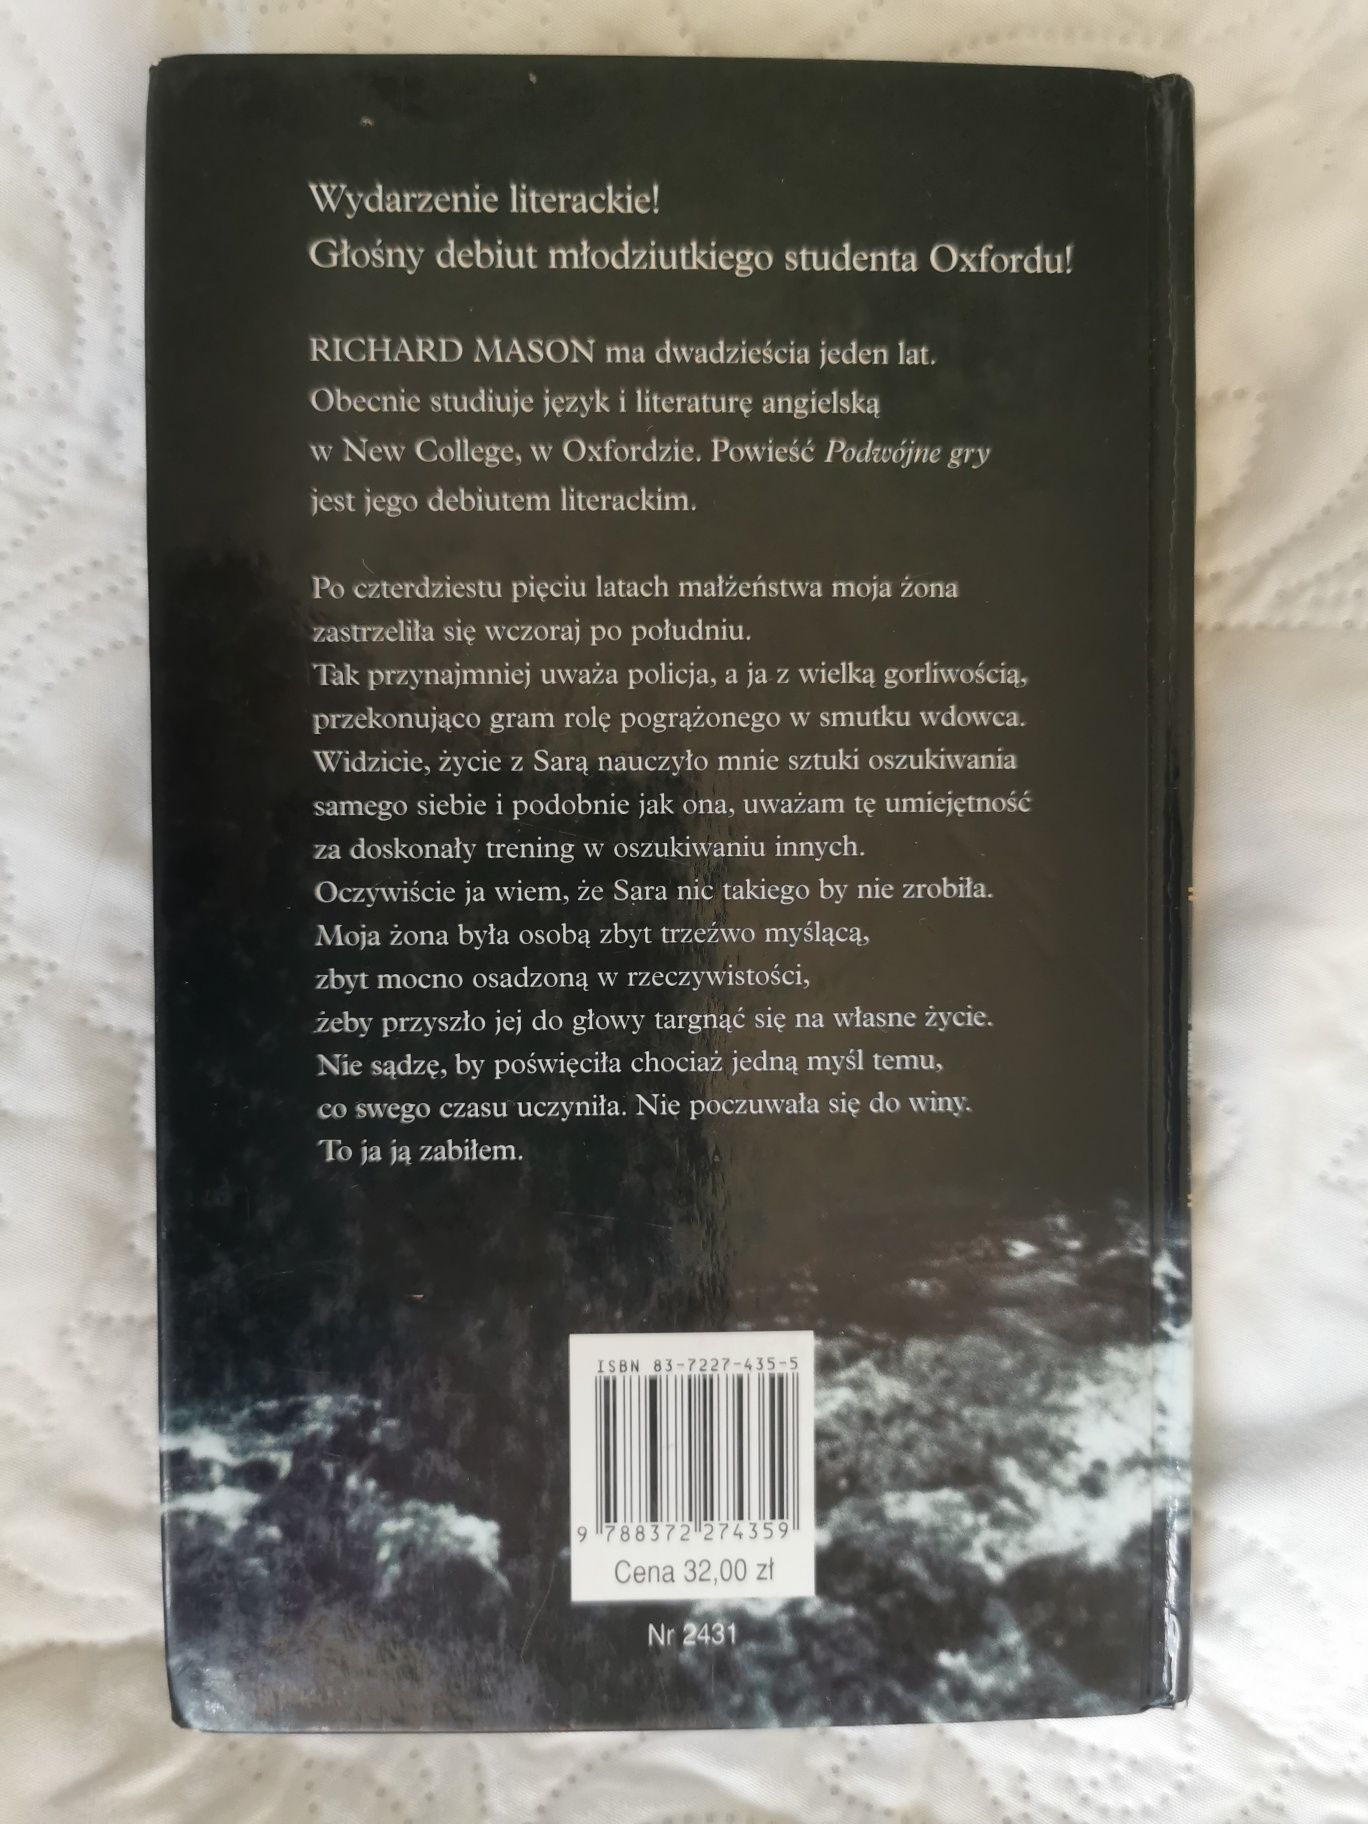 Wydarzenie literackie!
Głośny debiut młodziutkiego studenta Oxfordu!
RICHARD MASON ma dwadzieścia jeden lat.
Obecnie studiuje język i literaturę angielską
w New College, w Oxfordzie. Powieść Podwójne gry
jest jego debiutem literackim.
Po czterdziestu pięciu latach małżeństwa moja żona
zastrzeliła się wczoraj po południu.
Tak przynajmniej uważa policja, a ja z wielką gorliwością,
przekonująco gram rolę pogrążonego w smutku wdowca.
Widzicie, życie z Sarą nauczyło mnie sztuki oszukiwania
samego siebie i podobnie jak ona, uważam tę umiejętność
za doskonały trening w oszukiwaniu innych.
Oczywiście ja wiem, że Sara nic takiego by nie zrobiła.
Moja żona była osobą zbyt trzeźwo myślącą,
zbyt mocno osadzoną w rzeczywistości,
żeby przyszło jej do głowy targnąć się na własne życie.
Nie sądzę, by poświęciła chociaż jedną myśl temu,
co swego czasu uczyniła. Nie poczuwała się do winy.
To ja ją zabiłem.
ISBN 83-7227-435-5
9 788372 274359
Cena 32,00 zł
Nr 2431